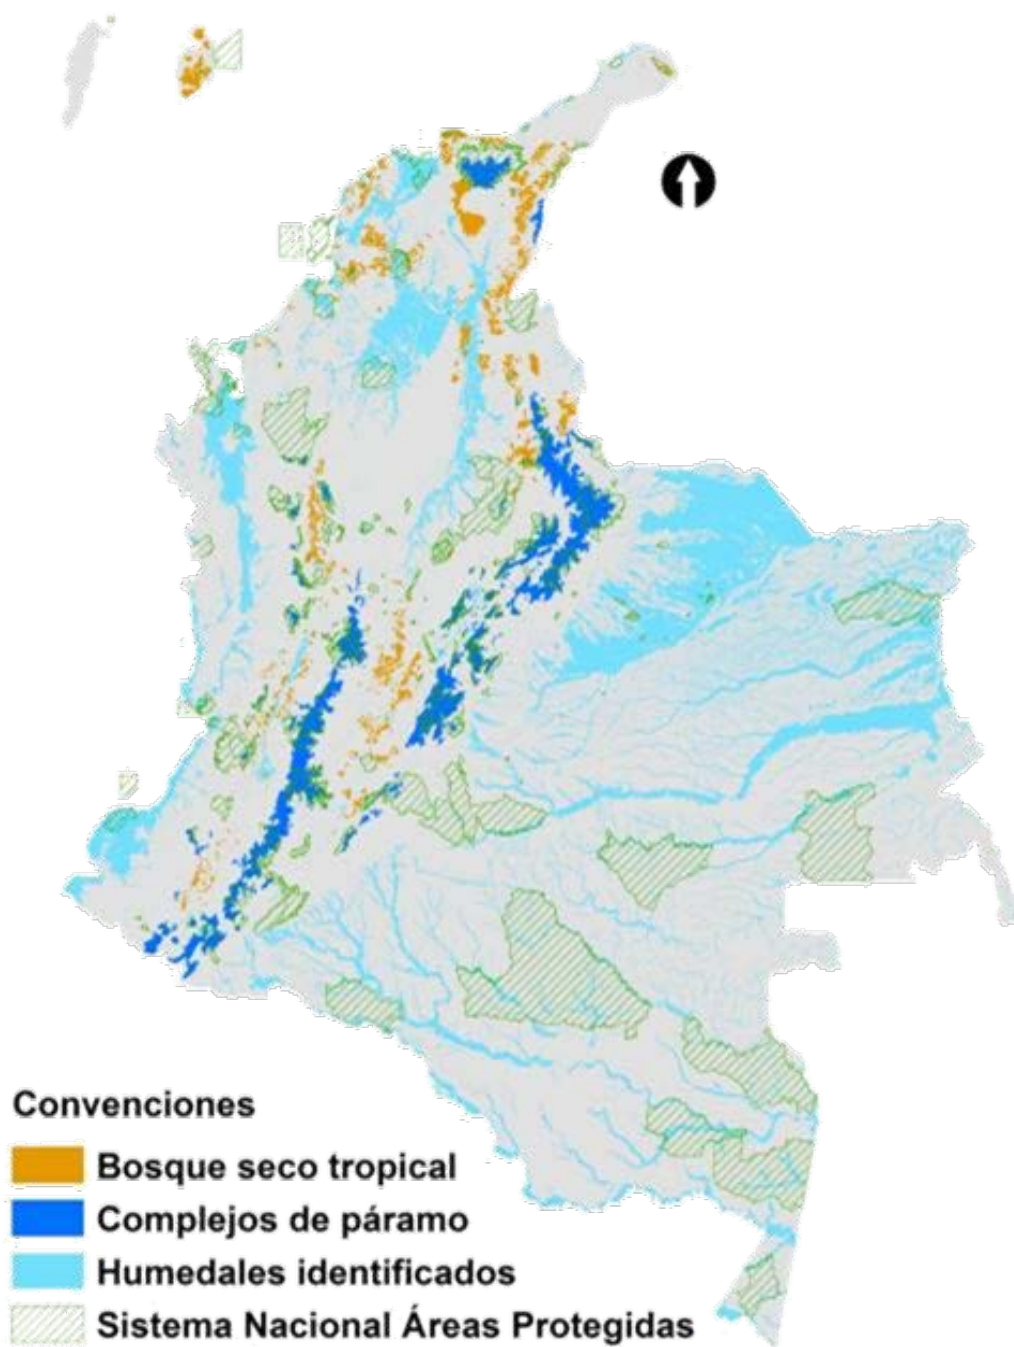 Convenciones
Bosque seco tropical
Complejos de páramo
Humedales identificados
Sistema Nacional Áreas Protegidas